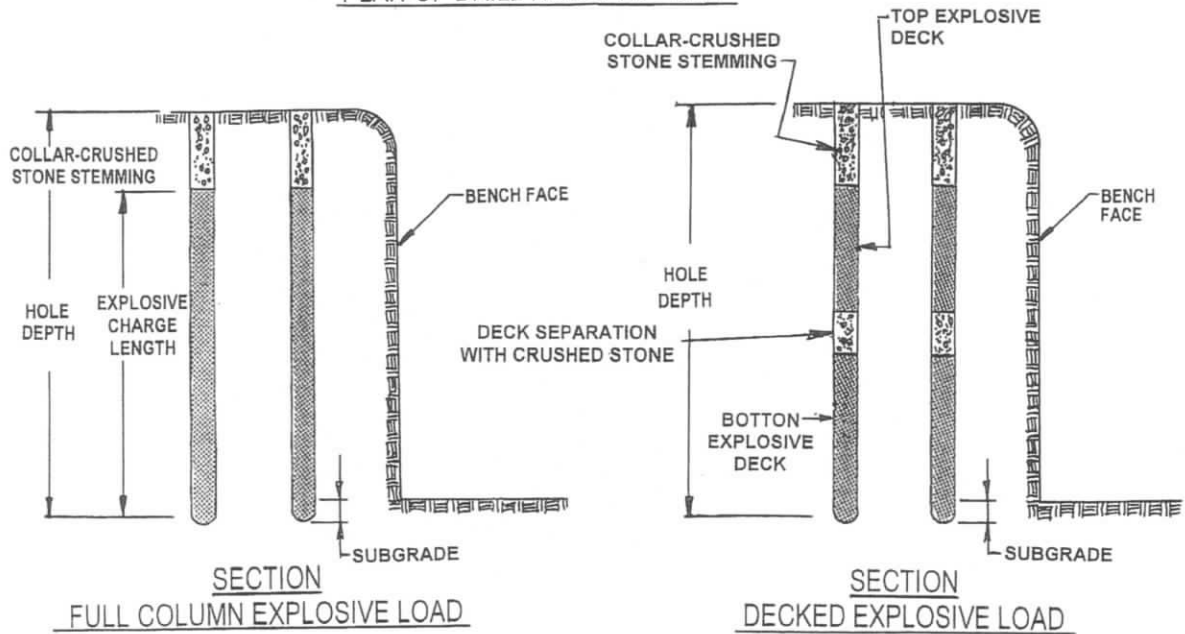 COLLAR-CRUSHED
STONE STEMMING
HOLE
DEPTH
EXPLOSIVE
CHARGE
LENGTH
BENCH FACE
SUBGRADE
SECTION
FULL COLUMN EXPLOSIVE LOAD
COLLAR-CRUSHED
STONE STEMMING
TOP EXPLOSIVE
DECK
HOLE
DEPTH
BENCH
FACE
DECK SEPARATION
WITH CRUSHED STONE
BOTTON
EXPLOSIVE
DECK
SUBGRADE
SECTION
DECKED EXPLOSIVE LOAD